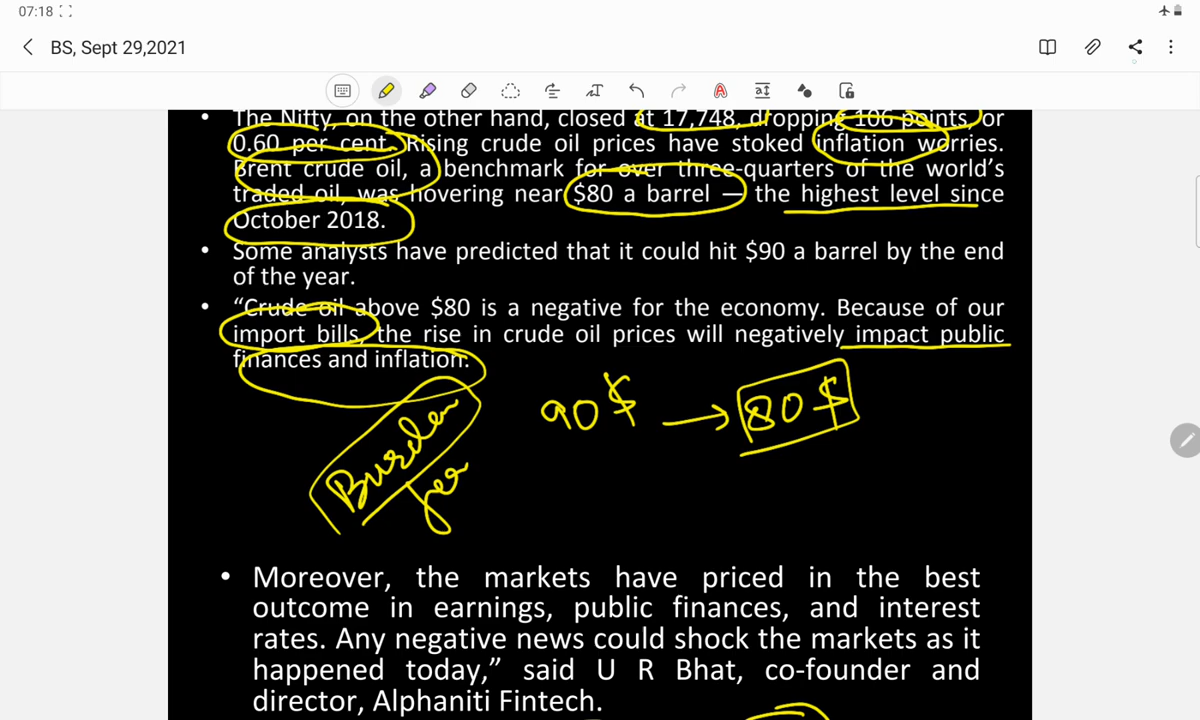 07:18
BS, Sept 29,2021
• The Nifty, on the other hand, closed at 17,748, dropping 106 points, or
0.60 per cent. Rising crude oil prices have stoked inflation worries.
Brent crude oil, a benchmark for over three-quarters of the world's
traded oil, was hovering near $80 a barrel — the highest level since
October 2018.
• Some analysts have predicted that it could hit $90 a barrel by the end
of the year.
• “Crude oil above $80 is a negative for the economy. Because of our
import bills, the rise in crude oil prices will negatively impact public
finances and inflation.
90 $ → 80 $
Burden
• Moreover, the markets have priced in the best
outcome in earnings, public finances, and interest
rates. Any negative news could shock the markets as it
happened today,” said U R Bhat, co-founder and
director, Alphaniti Fintech.